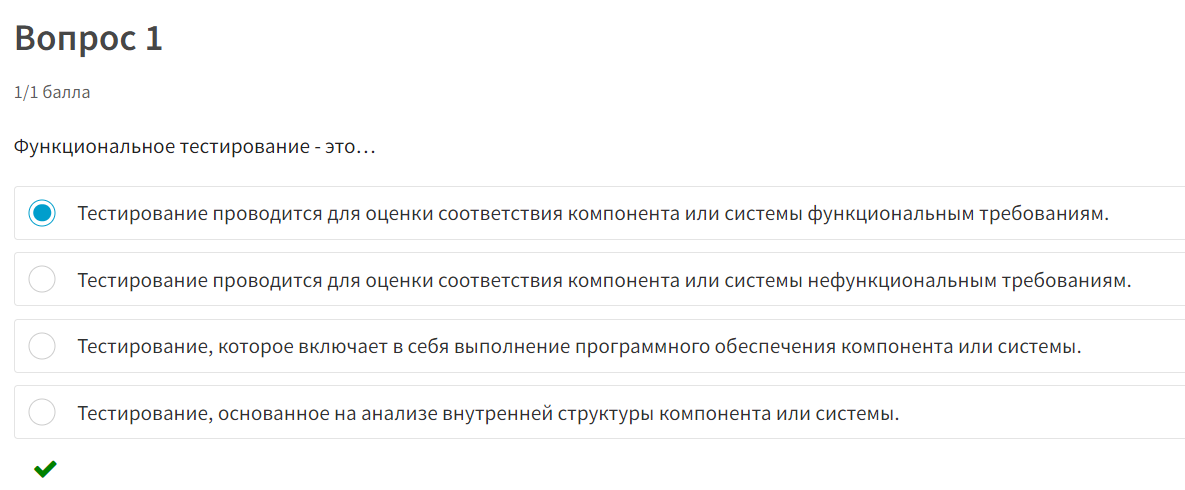 Вопрос 1
1/1 балла
Функциональное тестирование - это…
Тестирование проводится для оценки соответствия компонента или системы функциональным требованиям.
Тестирование проводится для оценки соответствия компонента или системы нефункциональным требованиям.
Тестирование, которое включает в себя выполнение программного обеспечения компонента или системы.
Тестирование, основанное на анализе внутренней структуры компонента или системы.